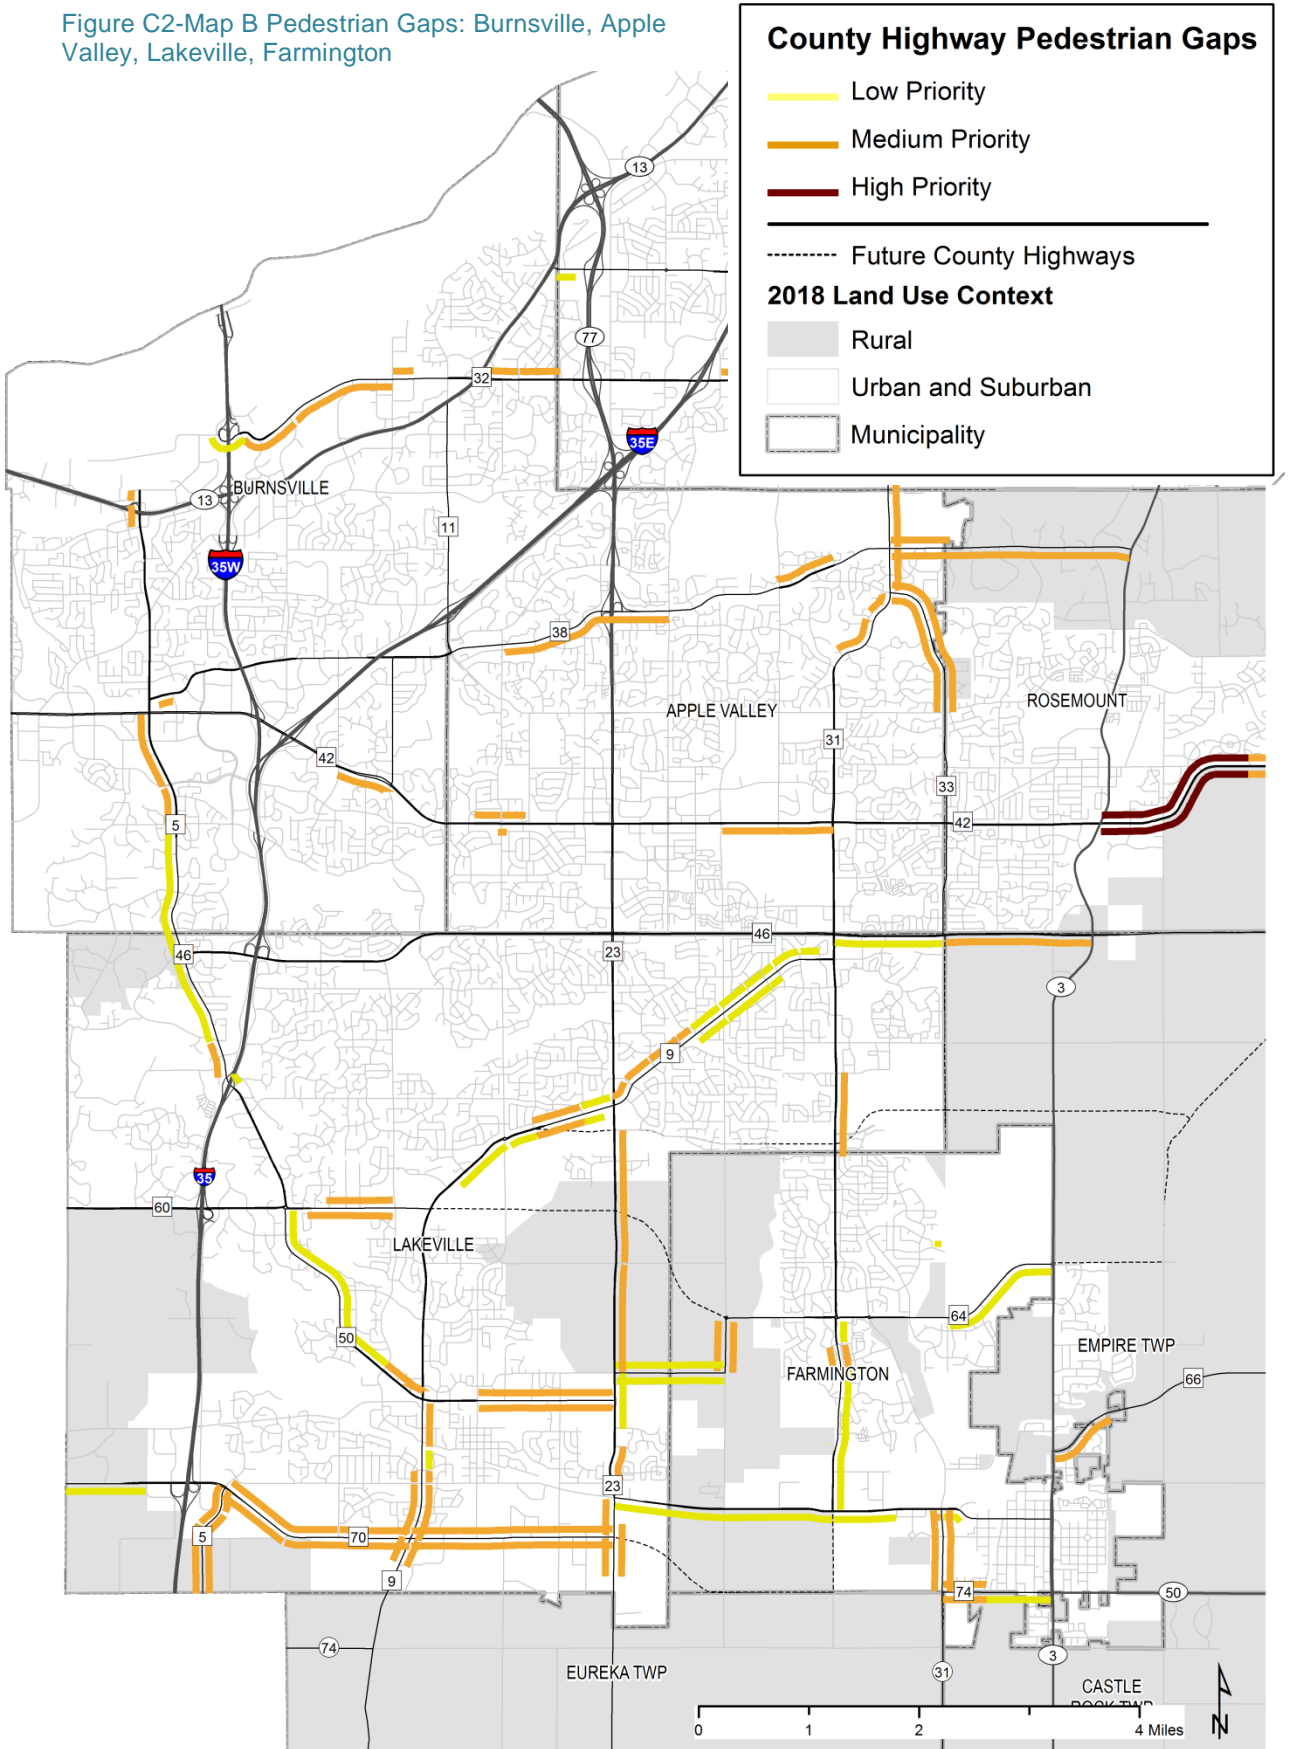 Figure C2-Map B Pedestrian Gaps: Burnsville, Apple
Valley, Lakeville, Farmington
County Highway Pedestrian Gaps
Low Priority
Medium Priority
High Priority
Future County Highways
2018 Land Use Context
Rural
Urban and Suburban
Municipality
13
77
32
35E
13
BURNSVILLE
11
35W
38
APPLE VALLEY
ROSEMOUNT
31
42
33
5
42
46
46
23
3
9
35
60
LAKEVILLE
64
50
EMPIRE TWP
FARMINGTON
66
23
5
70
9
74
50
74
EUREKA TWP
31
3
CASTLE
ROCK TWP
0
1
2
4 Miles
N